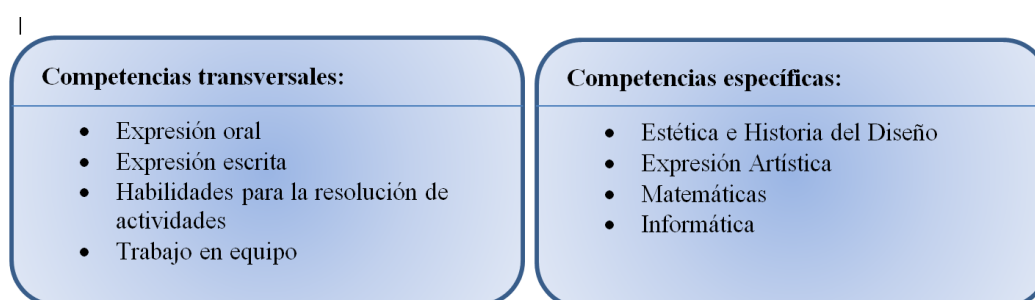 Competencias transversales:
• Expresión oral
• Expresión escrita
• Habilidades para la resolución de
actividades
• Trabajo en equipo
Competencias específicas:
• Estética e Historia del Diseño
• Expresión Artística
• Matemáticas
• Informática